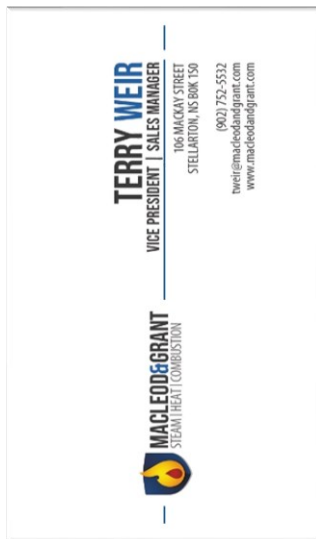 TERRY WEIR
VICE PRESIDENT | SALES MANAGER
106 MACKAY STREET
STELLARTON, NS B0K 1S0
(902) 752-5532
tweir@macleodandgrant.com
www.macleodandgrant.com
MACLEOD&GRANT
STEAM | HEAT | COMBUSTION